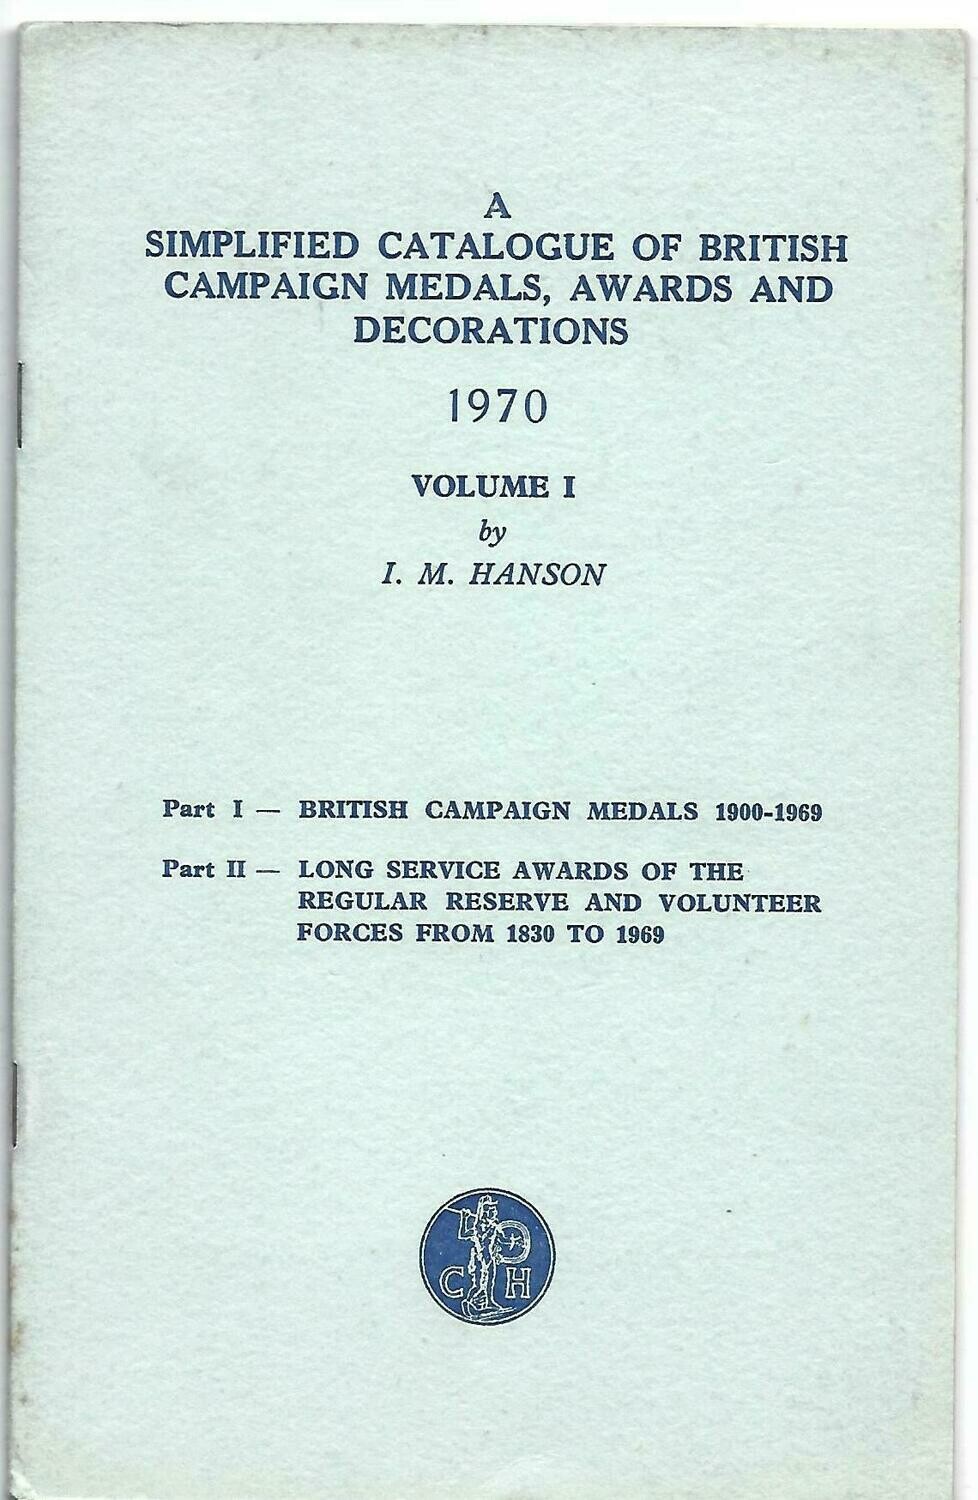 A
SIMPLIFIED CATALOGUE OF BRITISH
CAMPAIGN MEDALS, AWARDS AND
DECORATIONS
1970
VOLUME I
by
I. M. HANSON
Part I — BRITISH CAMPAIGN MEDALS 1900-1969
Part II — LONG SERVICE AWARDS OF THE
REGULAR RESERVE AND VOLUNTEER
FORCES FROM 1830 TO 1969
C H